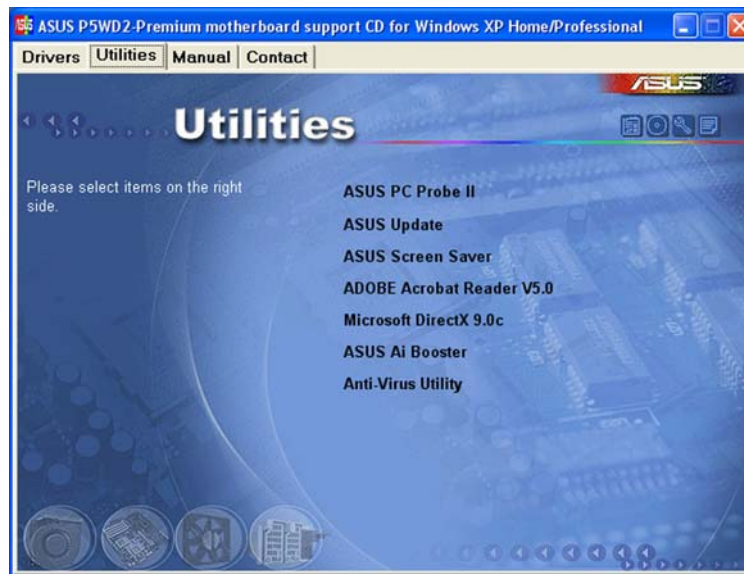 ASUS P5WD2-Premium motherboard support CD for Windows XP Home/Professional
Drivers Utilities Manual Contact
ASUS
Utilities
Please select items on the right
side.
ASUS PC Probe II
ASUS Update
ASUS Screen Saver
ADOBE Acrobat Reader V5.0
Microsoft DirectX 9.0c
ASUS Ai Booster
Anti-Virus Utility